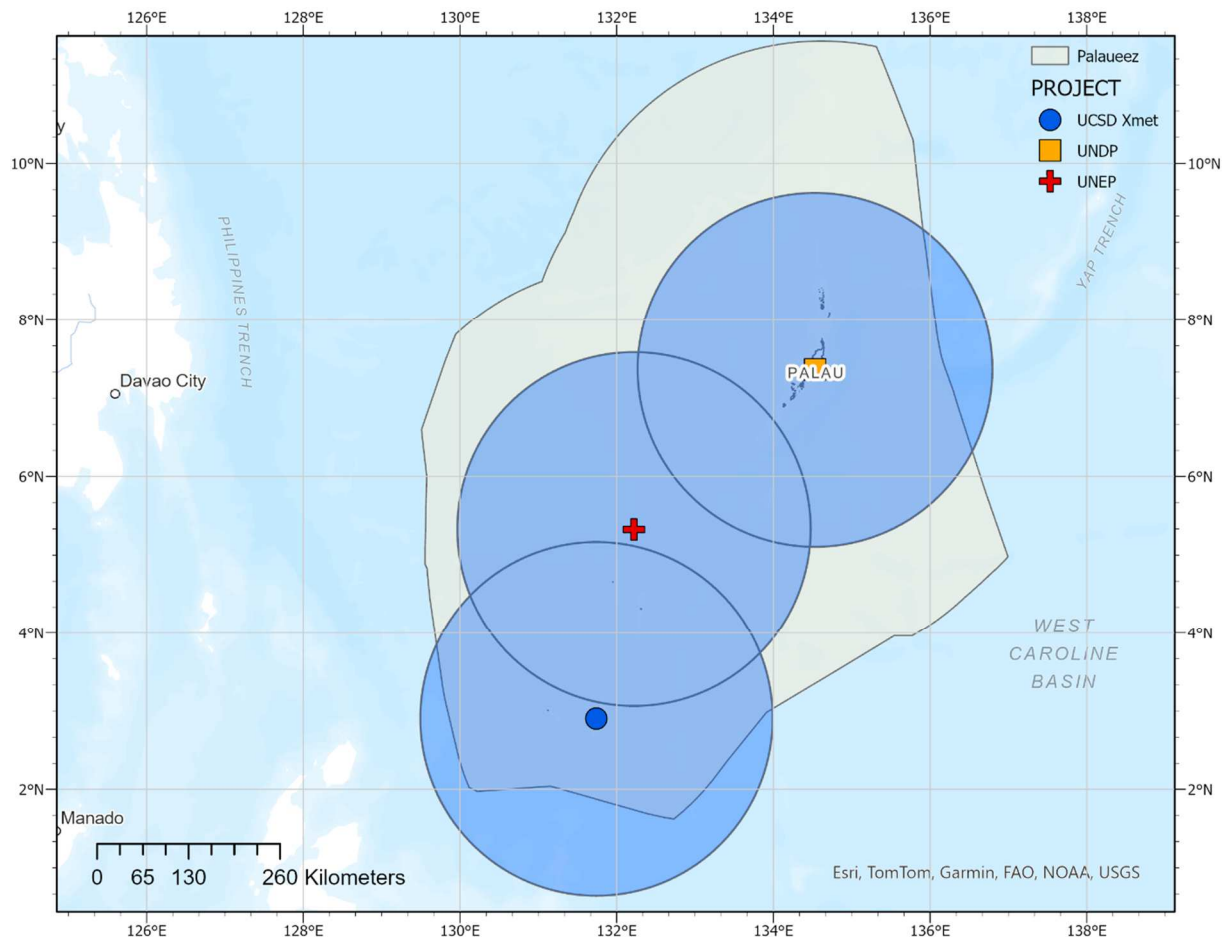 126°E 128°E 130°E 132°E 134°E 136°E 138°E
Palaueez
PROJECT
UCSD Xmet
UNDP
UNEP
y
10°N 10°N
PHILIPPINES TRENCH
YAP TRENCH
8°N 8°N
Davao City
PALAU
6°N 6°N
4°N 4°N
WEST
CAROLINE
BASIN
2°N 2°N
Manado
0 65 130 260 Kilometers
Esri, TomTom, Garmin, FAO, NOAA, USGS
126°E 128°E 130°E 132°E 134°E 136°E 138°E